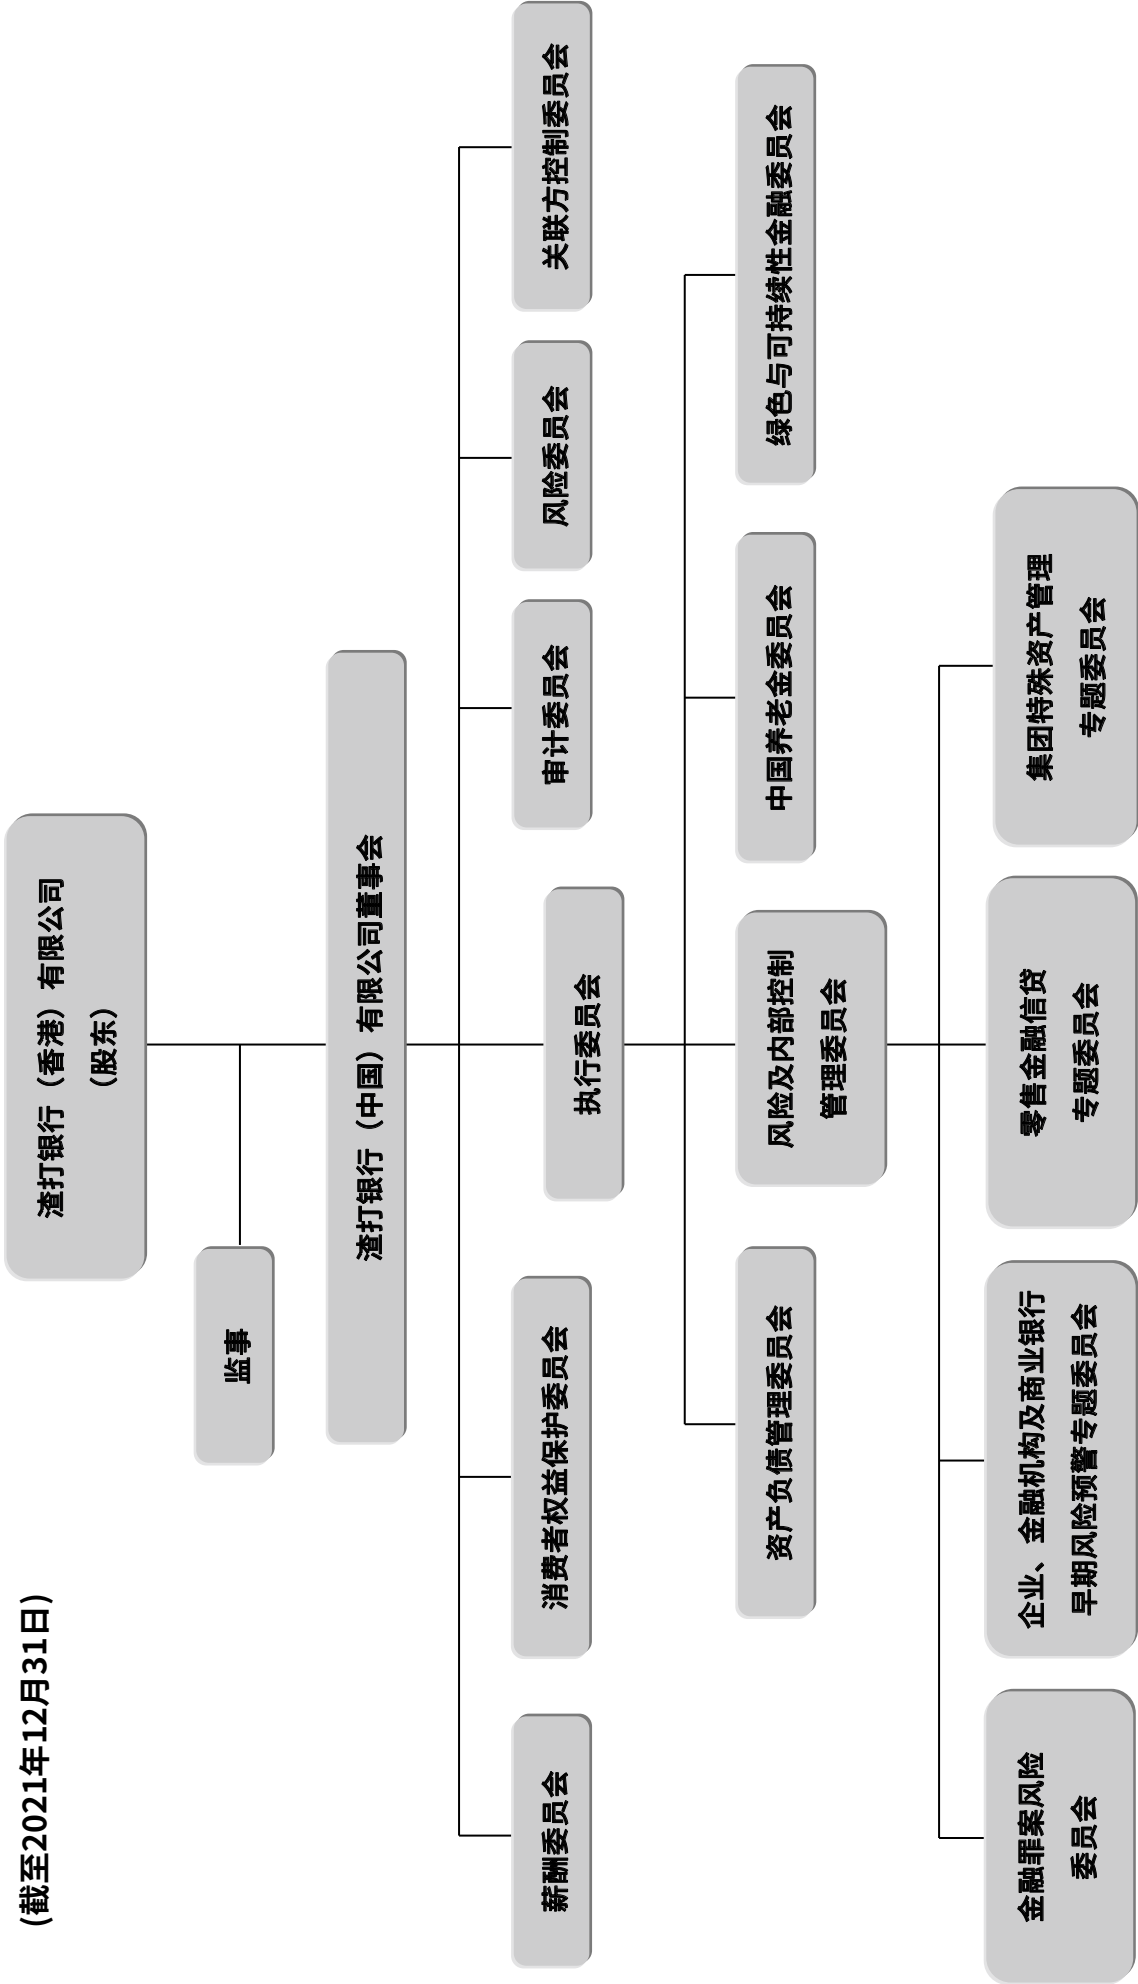 (截至2021年12月31日)
渣打银行（香港）有限公司
（股东）
监事
渣打银行（中国）有限公司董事会
薪酬委员会
消费者权益保护委员会
执行委员会
审计委员会
风险委员会
关联方控制委员会
资产负债管理委员会
风险及内部控制
管理委员会
中国养老金委员会
绿色与可持续性金融委员会
金融罪案风险
委员会
企业、金融机构及商业银行
早期风险预警专题委员会
零售金融信贷
专题委员会
集团特殊资产管理
专题委员会